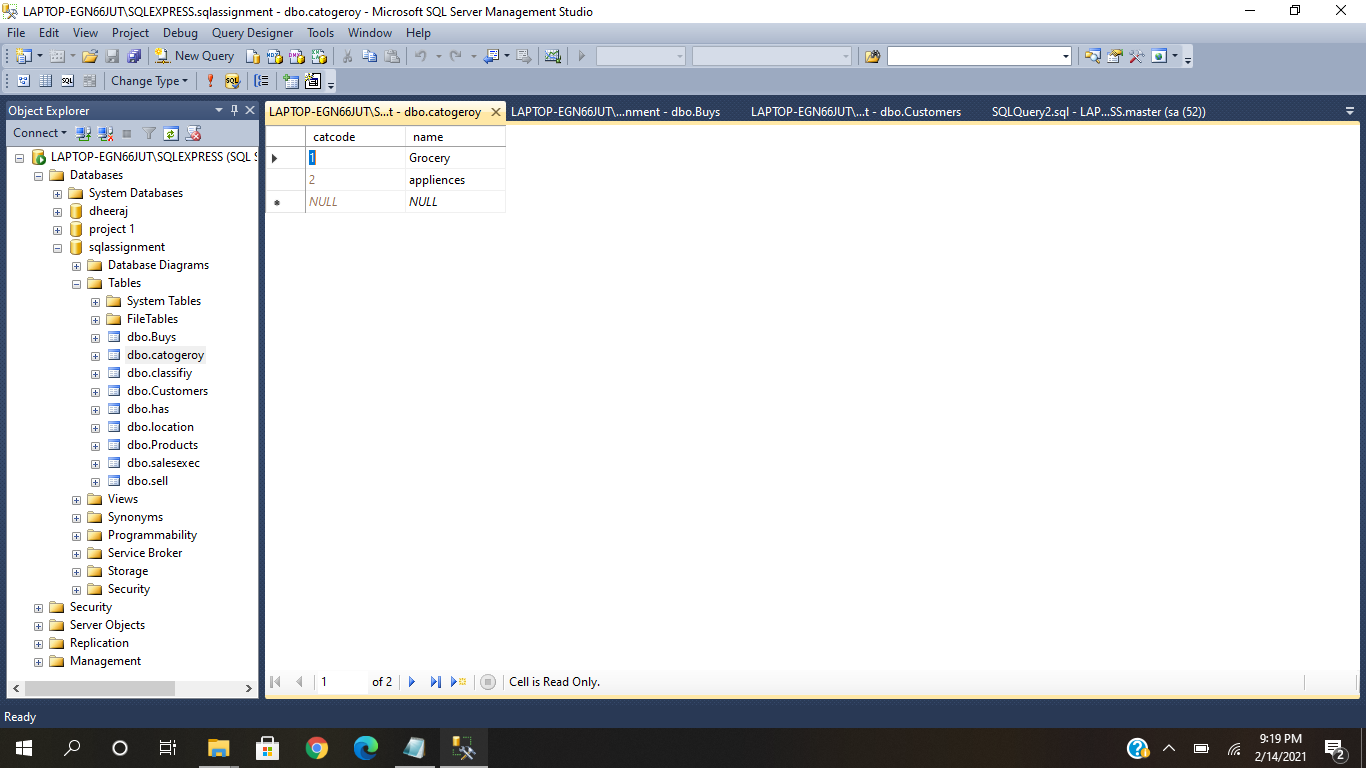 LAPTOP-EGN66JUT\SQLEXPRESS.sqlassignment - dbo.catogeroy - Microsoft SQL Server Management Studio
File Edit View Project Debug Query Designer Tools Window Help
New Query
Change Type
Object Explorer
Connect
LAPTOP-EGN66JUT\SQLEXPRESS (SQL S
Databases
System Databases
dheeraj
project 1
sqlassignment
Database Diagrams
Tables
System Tables
FileTables
dbo.Buys
dbo.catogeroy
dbo.classifiy
dbo.Customers
dbo.has
dbo.location
dbo.Products
dbo.salesexec
dbo.sell
Views
Synonyms
Programmability
Service Broker
Storage
Security
Security
Server Objects
Replication
Management
LAPTOP-EGN66JUT\S...t - dbo.catogeroy LAPTOP-EGN66JUT\...nment - dbo.Buys LAPTOP-EGN66JUT\...t - dbo.Customers SQLQuery2.sql - LAP...SS.master (sa (52))
catcode name
1 Grocery
2 appliences
NULL NULL
1 of 2 Cell is Read Only.
Ready
9:19 PM
2/14/2021
2